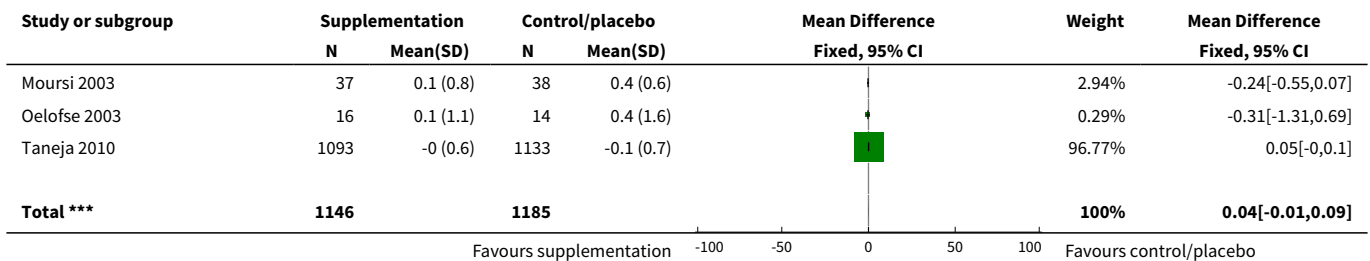 Study or subgroup Supplementation Control/placebo Mean Difference Weight Mean Difference
N Mean(SD) N Mean(SD) Fixed, 95% CI Fixed, 95% CI
Moursi 2003 37 0.1 (0.8) 38 0.4 (0.6) 2.94% -0.24[-0.55,0.07]
Oelofse 2003 16 0.1 (1.1) 14 0.4 (1.6) 0.29% -0.31[-1.31,0.69]
Taneja 2010 1093 -0 (0.6) 1133 -0.1 (0.7) 96.77% 0.05[-0,0.1]
Total *** 1146 1185 100% 0.04[-0.01,0.09]
Favours supplementation -100 -50 0 50 100 Favours control/placebo